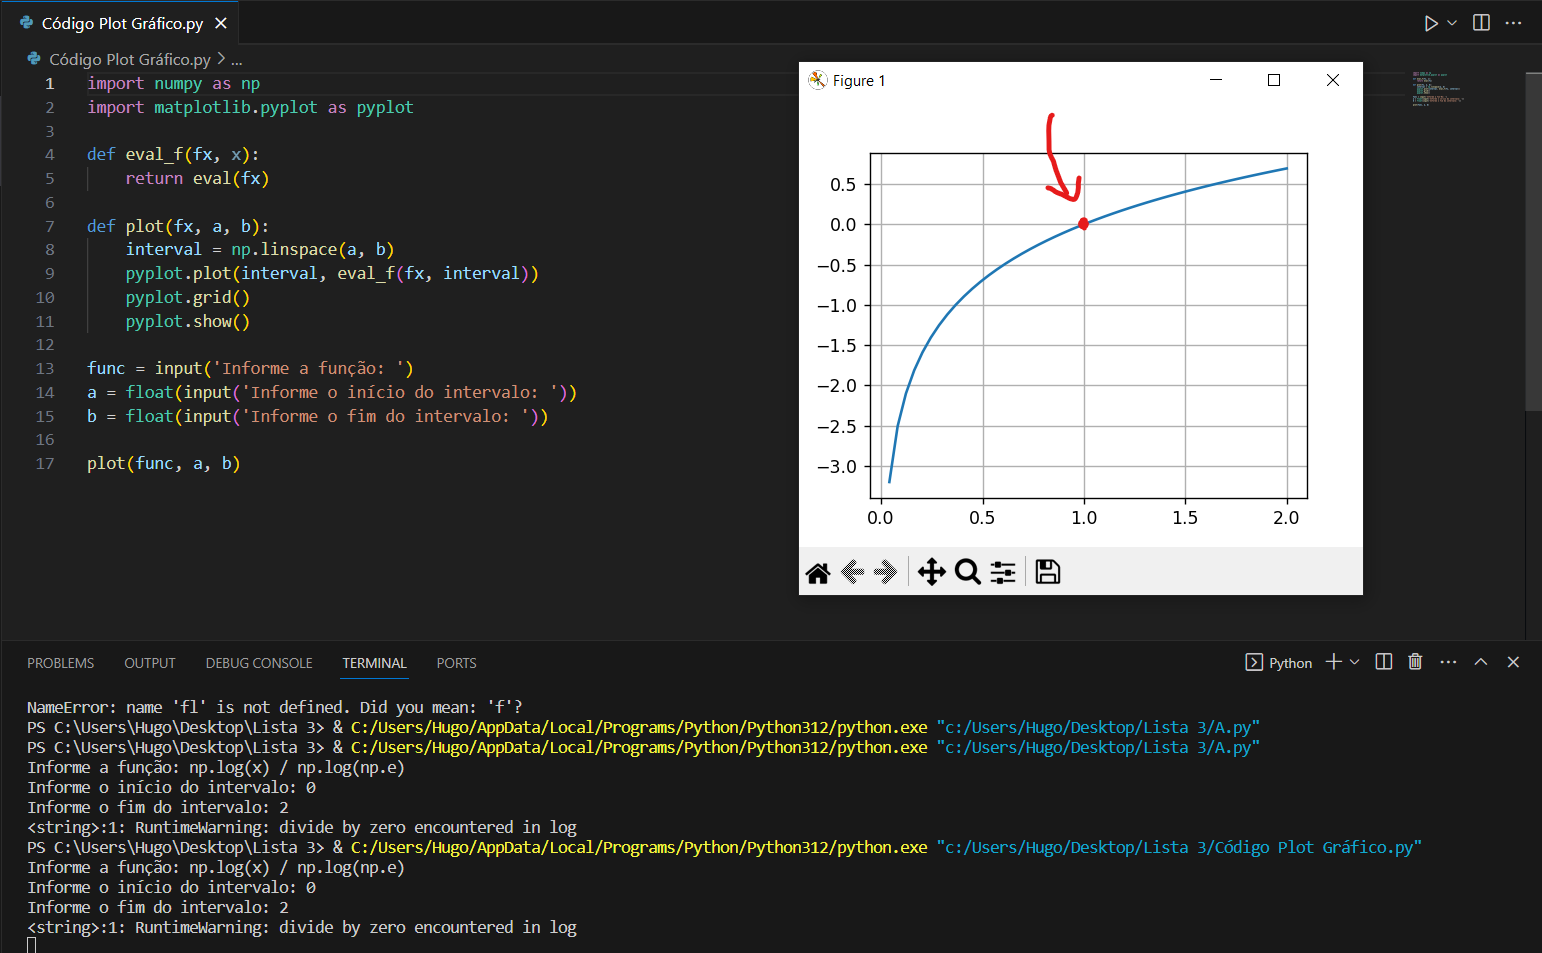 Código Plot Gráfico.py
Código Plot Gráfico.py > ...
1 import numpy as np
2 import matplotlib.pyplot as pyplot
3
4 def eval_f(fx, x):
5 return eval(fx)
6
7 def plot(fx, a, b):
8 interval = np.linspace(a, b)
9 pyplot.plot(interval, eval_f(fx, interval))
10 pyplot.grid()
11 pyplot.show()
12
13 func = input('Informe a função: ')
14 a = float(input('Informe o início do intervalo: '))
15 b = float(input('Informe o fim do intervalo: '))
16
17 plot(func, a, b)
Figure 1
0.5
0.0
−0.5
−1.0
−1.5
−2.0
−2.5
−3.0
0.0 0.5 1.0 1.5 2.0
PROBLEMS OUTPUT DEBUG CONSOLE TERMINAL PORTS Python
NameError: name 'fl' is not defined. Did you mean: 'f'?
PS C:\Users\Hugo\Desktop\Lista 3> & C:/Users/Hugo/AppData/Local/Programs/Python/Python312/python.exe "c:/Users/Hugo/Desktop/Lista 3/A.py"
PS C:\Users\Hugo\Desktop\Lista 3> & C:/Users/Hugo/AppData/Local/Programs/Python/Python312/python.exe "c:/Users/Hugo/Desktop/Lista 3/A.py"
Informe a função: np.log(x) / np.log(np.e)
Informe o início do intervalo: 0
Informe o fim do intervalo: 2
<string>:1: RuntimeWarning: divide by zero encountered in log
PS C:\Users\Hugo\Desktop\Lista 3> & C:/Users/Hugo/AppData/Local/Programs/Python/Python312/python.exe "c:/Users/Hugo/Desktop/Lista 3/Código Plot Gráfico.py"
Informe a função: np.log(x) / np.log(np.e)
Informe o início do intervalo: 0
Informe o fim do intervalo: 2
<string>:1: RuntimeWarning: divide by zero encountered in log